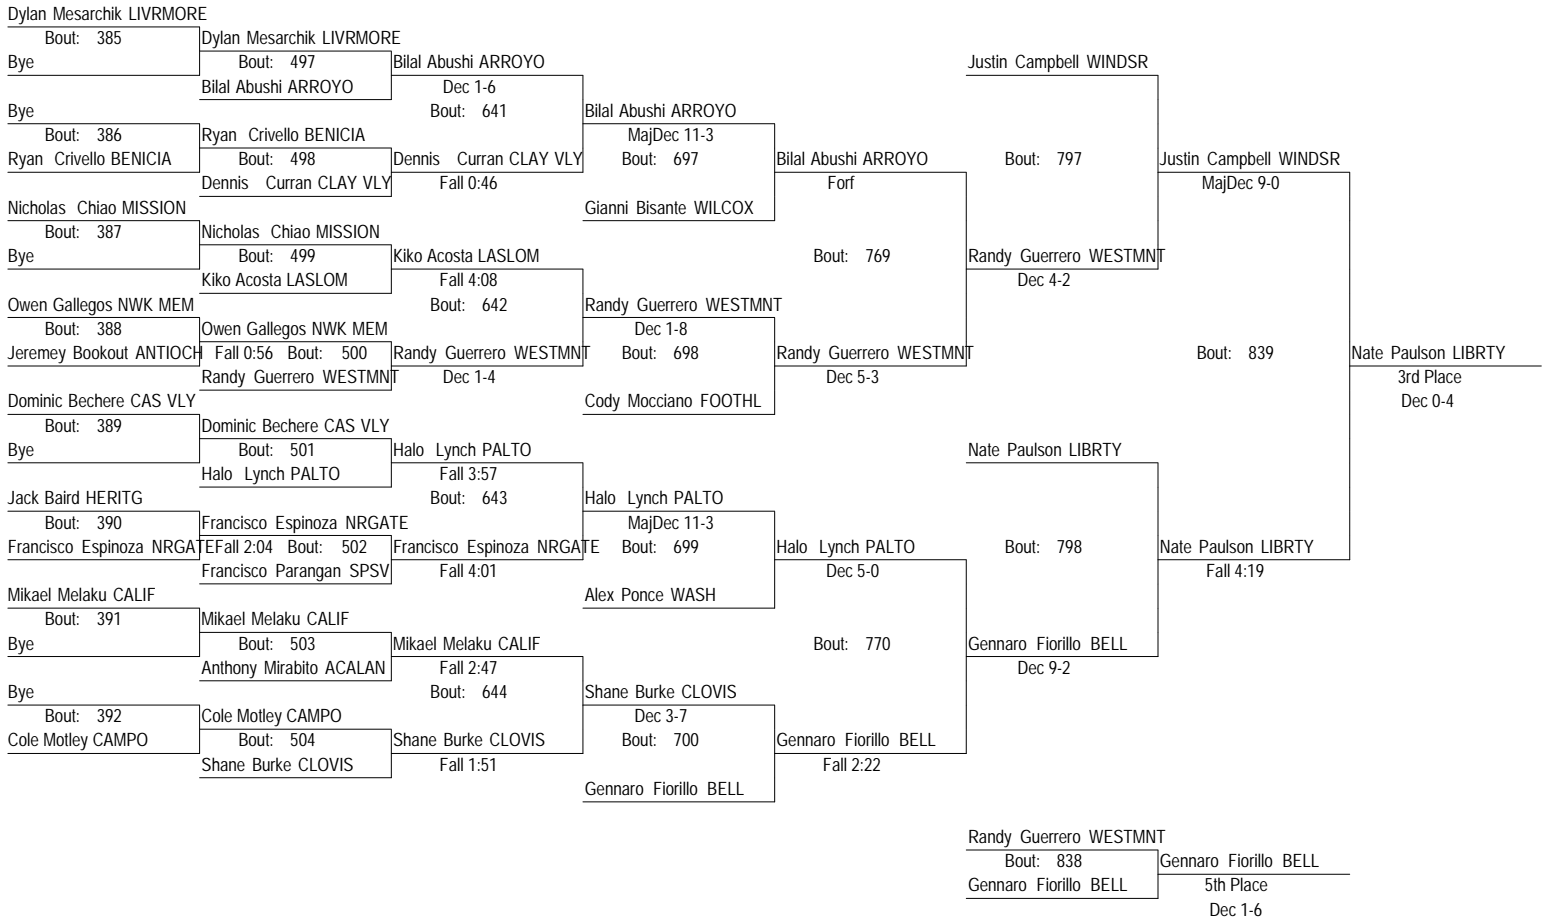 Dylan Mesarchik LIVRMORE
Bout: 385
Dylan Mesarchik LIVRMORE
Bye
Bout: 497
Bilal Abushi ARROYO
Justin Campbell WINDSR
Bilal Abushi ARROYO
Dec 1-6
Bye
Bout: 641
Bilal Abushi ARROYO
Bout: 386
Ryan Crivello BENICIA
MajDec 11-3
Ryan Crivello BENICIA
Bout: 498
Dennis Curran CLAY VLY
Bout: 697
Bilal Abushi ARROYO
Bout: 797
Justin Campbell WINDSR
Dennis Curran CLAY VLY
Fall 0:46
Forf
MajDec 9-0
Nicholas Chiao MISSION
Gianni Bisante WILCOX
Bout: 387
Nicholas Chiao MISSION
Bye
Bout: 499
Kiko Acosta LASLOM
Bout: 769
Randy Guerrero WESTMNT
Kiko Acosta LASLOM
Fall 4:08
Dec 4-2
Owen Gallegos NWK MEM
Bout: 642
Randy Guerrero WESTMNT
Bout: 388
Owen Gallegos NWK MEM
Dec 1-8
Jeremey Bookout ANTIOCH
Fall 0:56 Bout: 500
Randy Guerrero WESTMNT
Bout: 698
Randy Guerrero WESTMNT
Bout: 839
Nate Paulson LIBRTY
Randy Guerrero WESTMNT
Dec 1-4
Dec 5-3
3rd Place
Dominic Bechere CAS VLY
Cody Mocciano FOOTHL
Dec 0-4
Bout: 389
Dominic Bechere CAS VLY
Bye
Bout: 501
Halo Lynch PALTO
Nate Paulson LIBRTY
Halo Lynch PALTO
Fall 3:57
Jack Baird HERITG
Bout: 643
Halo Lynch PALTO
Bout: 390
Francisco Espinoza NRGATE
MajDec 11-3
Francisco Espinoza NRGATE
Fall 2:04 Bout: 502
Francisco Espinoza NRGATE
Bout: 699
Halo Lynch PALTO
Bout: 798
Nate Paulson LIBRTY
Francisco Parangan SPSV
Fall 4:01
Dec 5-0
Fall 4:19
Mikael Melaku CALIF
Alex Ponce WASH
Bout: 391
Mikael Melaku CALIF
Bye
Bout: 503
Mikael Melaku CALIF
Bout: 770
Gennaro Fiorillo BELL
Anthony Mirabito ACALAN
Fall 2:47
Dec 9-2
Bye
Bout: 644
Shane Burke CLOVIS
Bout: 392
Cole Motley CAMPO
Dec 3-7
Cole Motley CAMPO
Bout: 504
Shane Burke CLOVIS
Bout: 700
Gennaro Fiorillo BELL
Shane Burke CLOVIS
Fall 1:51
Fall 2:22
Gennaro Fiorillo BELL
Randy Guerrero WESTMNT
Bout: 838
Gennaro Fiorillo BELL
Gennaro Fiorillo BELL
5th Place
Dec 1-6